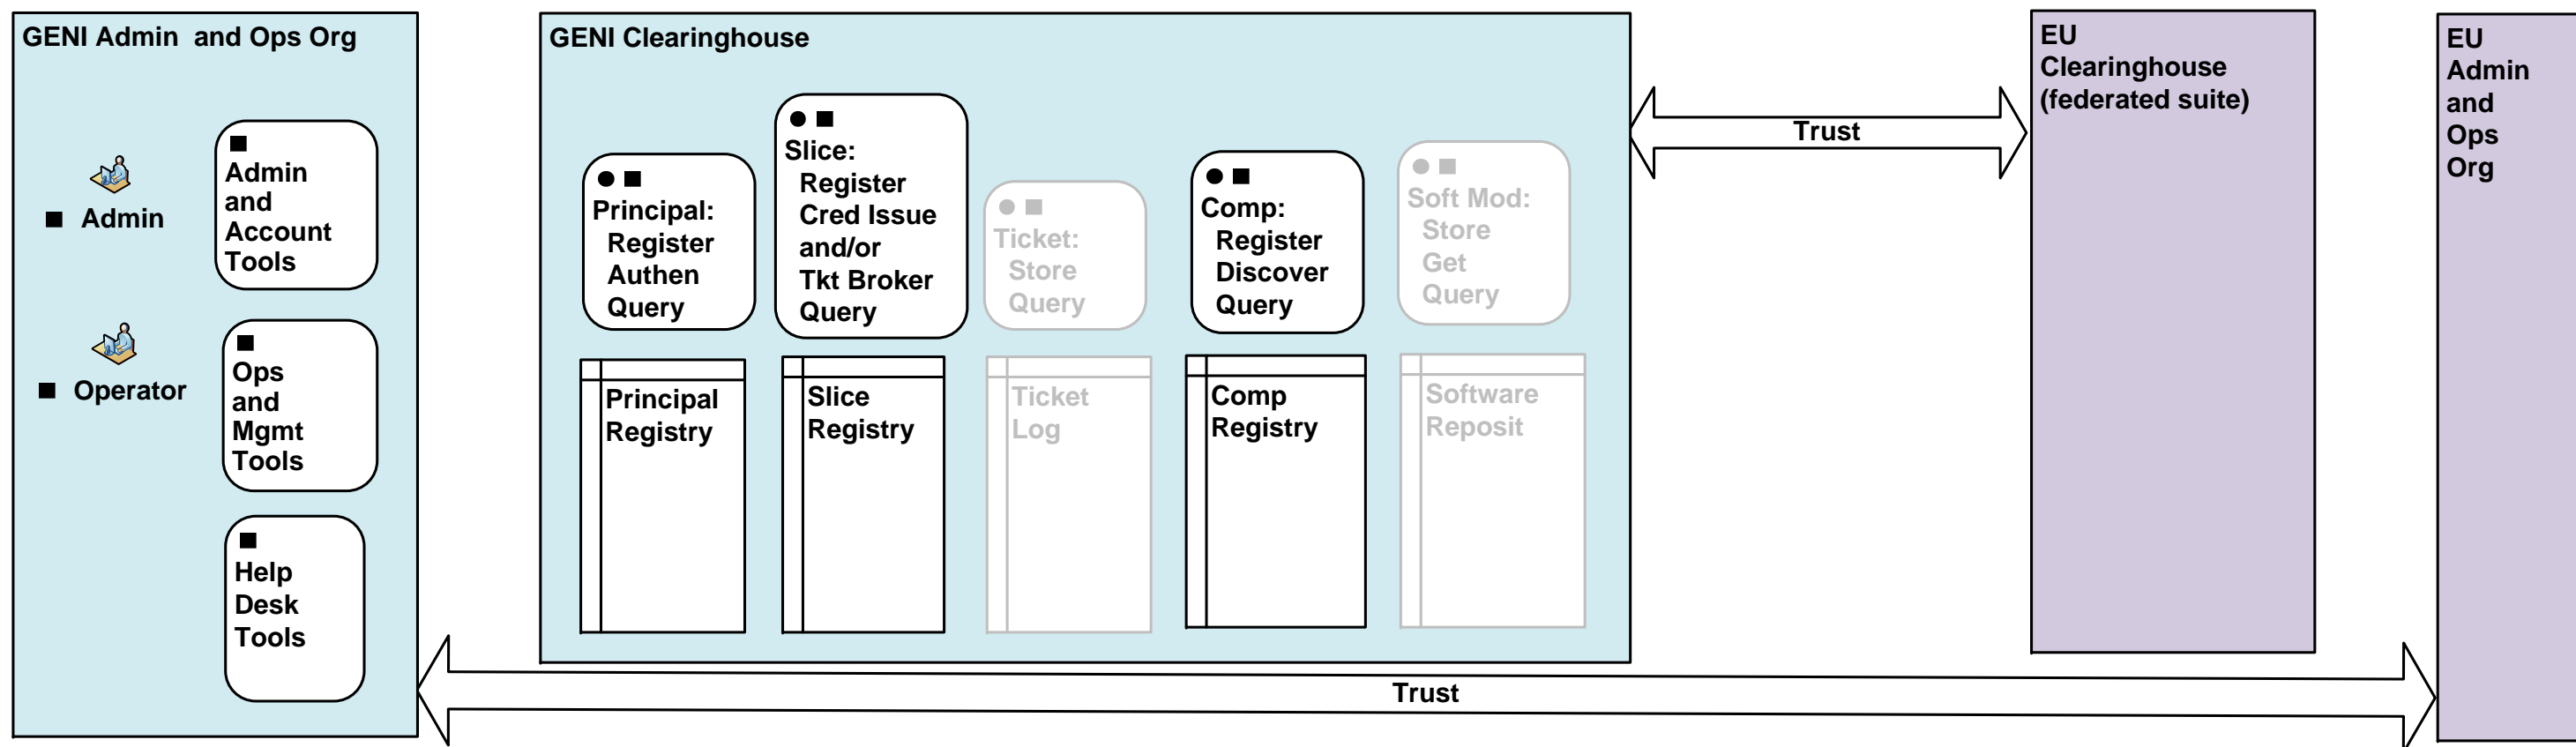 GENI Admin and Ops Org
Admin
Operator
Admin
and
Account
Tools
Ops
and
Mgmt
Tools
Help
Desk
Tools
GENI Clearinghouse
Principal:
Register
Authen
Query
Slice:
Register
Cred Issue
and/or
Tkt Broker
Query
Ticket:
Store
Query
Comp:
Register
Discover
Query
Soft Mod:
Store
Get
Query
Principal
Registry
Slice
Registry
Ticket
Log
Comp
Registry
Software
Reposit
Trust
EU
Clearinghouse
(federated suite)
EU
Admin
and
Ops
Org
Trust